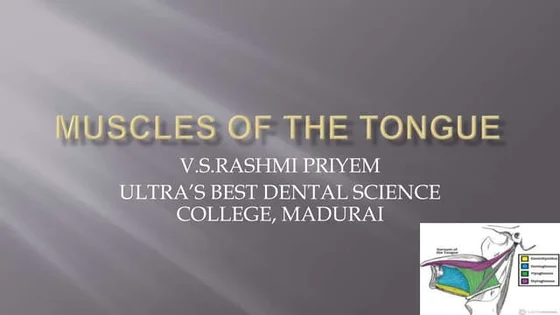 MUSCLES OF THE TONGUE
V.S.RASHMI PRIYEM
ULTRA'S BEST DENTAL SCIENCE
COLLEGE, MADURAI